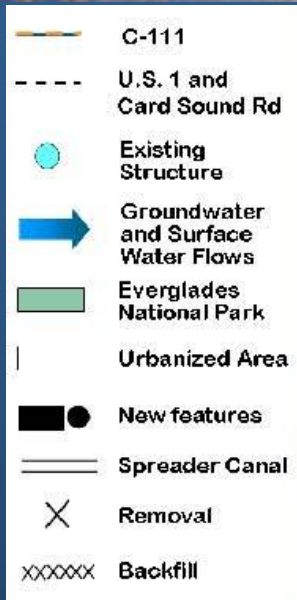 C-111
U.S. 1 and
Card Sound Rd
Existing
Structure
Groundwater
and Surface
Water Flows
Everglades
National Park
Urbanized Area
New features
Spreader Canal
Removal
Backfill